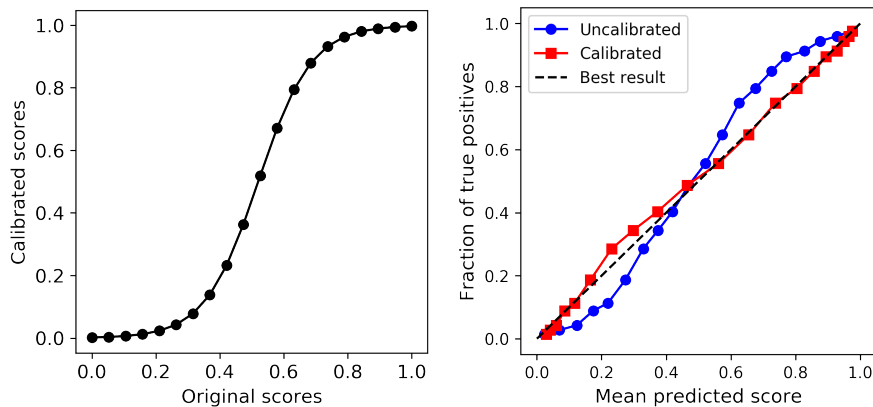 Calibrated scores
1.0
0.8
0.6
0.4
0.2
0.0
0.0 0.2 0.4 0.6 0.8 1.0
Original scores
Fraction of true positives
1.0
0.8
0.6
0.4
0.2
0.0
Uncalibrated
Calibrated
Best result
0.0 0.2 0.4 0.6 0.8 1.0
Mean predicted score